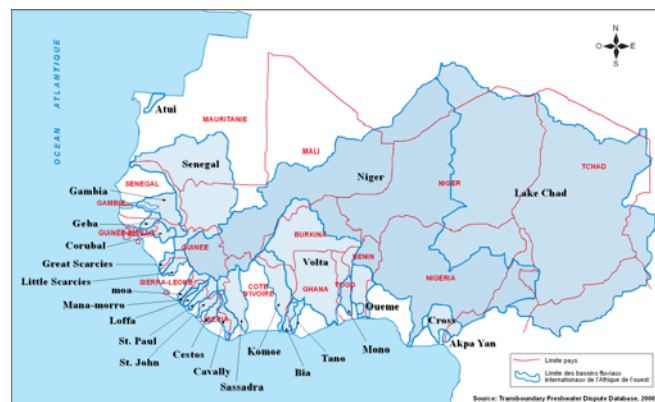 N
O E
S
OCEAN ATLANTIQUE
Atui
MAURITANIE
MALI
TCHAD
Senegal
Niger
NIGER
Lake Chad
SENEGAL
Gambia
GAMBIE
Geba
GUINEE-BISSAU
Corubal
GUINEE
BURKINA
Volta
BENIN
NIGERIA
Great Scarcies
Little Scarcies
SIERRA-LEONE
moa
Mana-morro
COTE
D'IVOIRE
GHANA
TOGO
Oueme
Loffa
LIBERIA
Cross
St. Paul
St. John
Cestos
Komoe
Tano
Mono
Akpa Yan
Cavally
Bia
Sassadra
Limite pays
Limite des bassins fluviaux
internationaux de l'Afrique de l'ouest
Source: Transboundary Freshwater Dispute Database, 2000